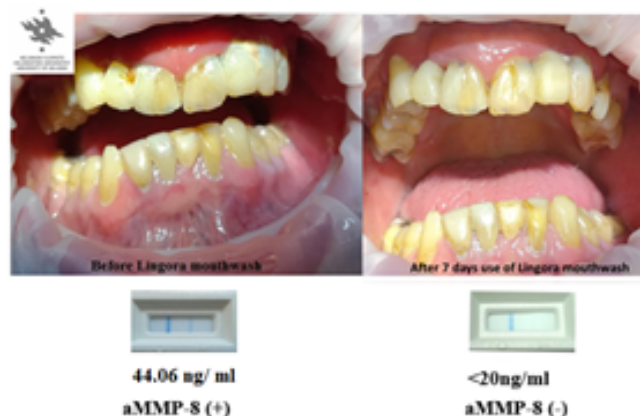 Before Lingora mouthwash
After 7 days use of Lingora mouthwash
44.06 ng/ ml
<20ng/ml
aMMP-8 (+)
aMMP-8 (-)